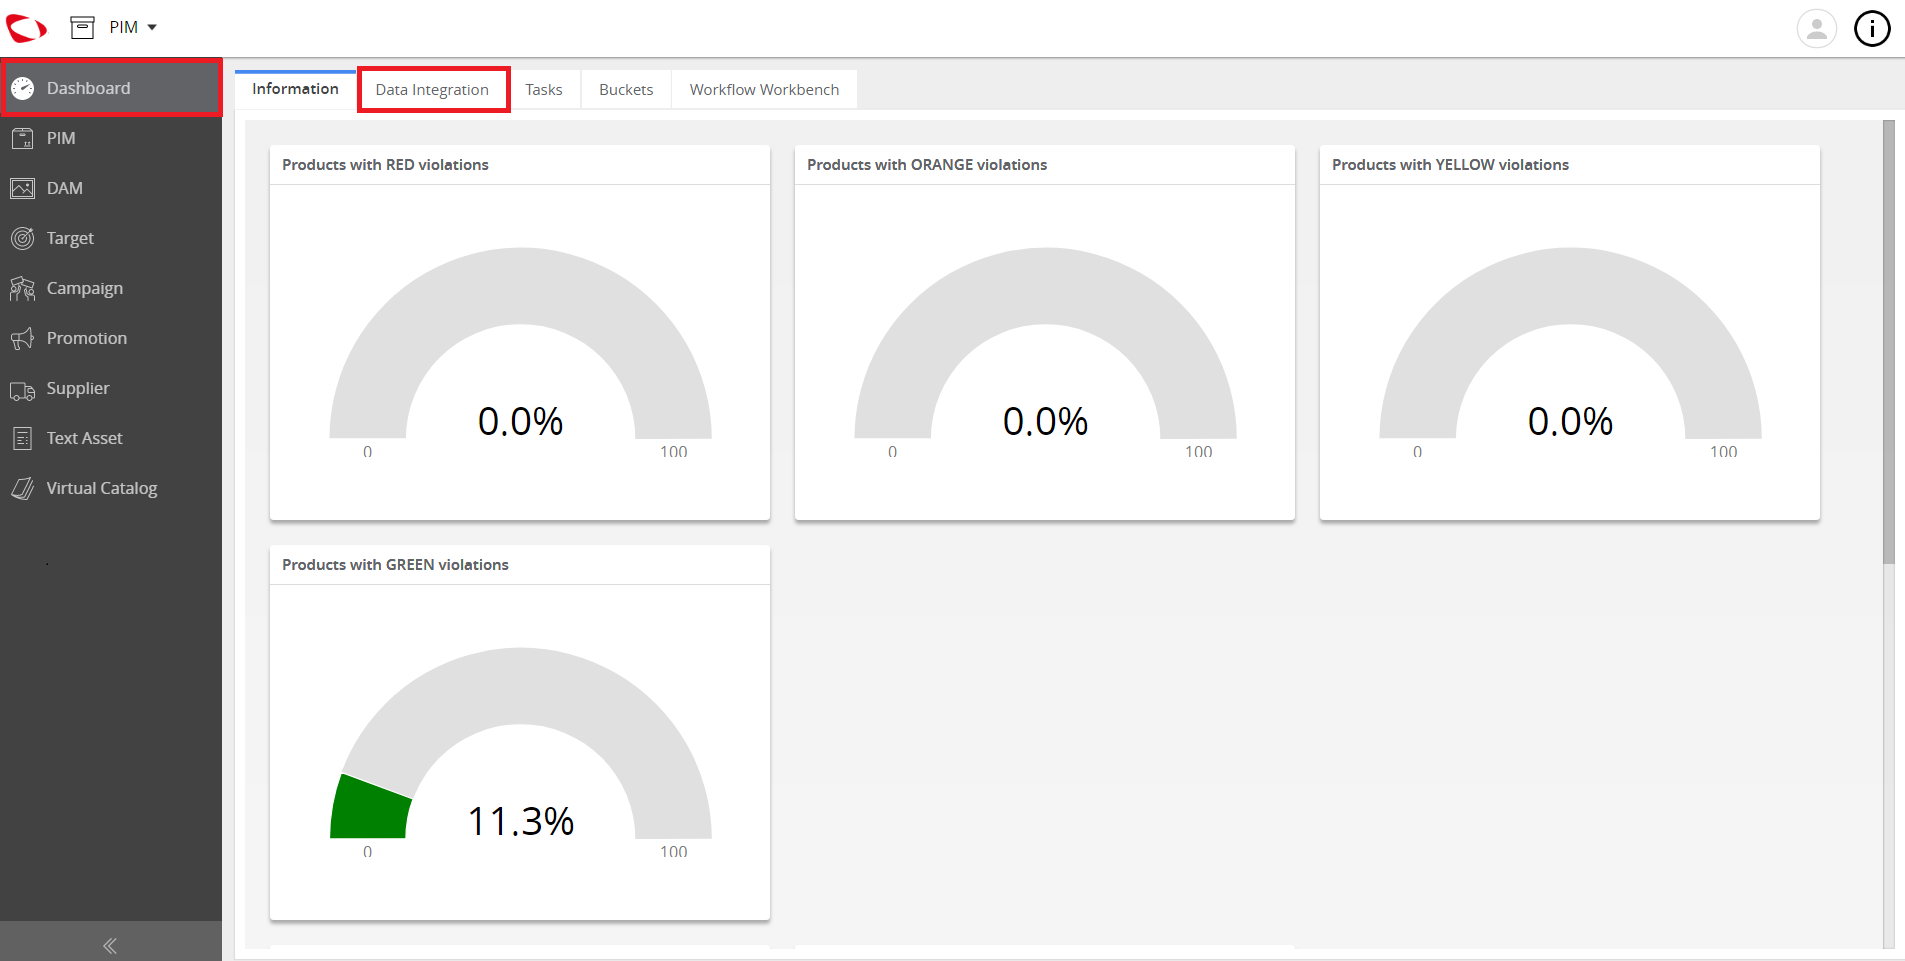 PIM
Dashboard
PIM
DAM
Target
Campaign
Promotion
Supplier
Text Asset
Virtual Catalog
Information
Data Integration
Tasks
Buckets
Workflow Workbench
Products with RED violations
0.0%
0
100
Products with ORANGE violations
0.0%
0
100
Products with YELLOW violations
0.0%
0
100
Products with GREEN violations
11.3%
0
100